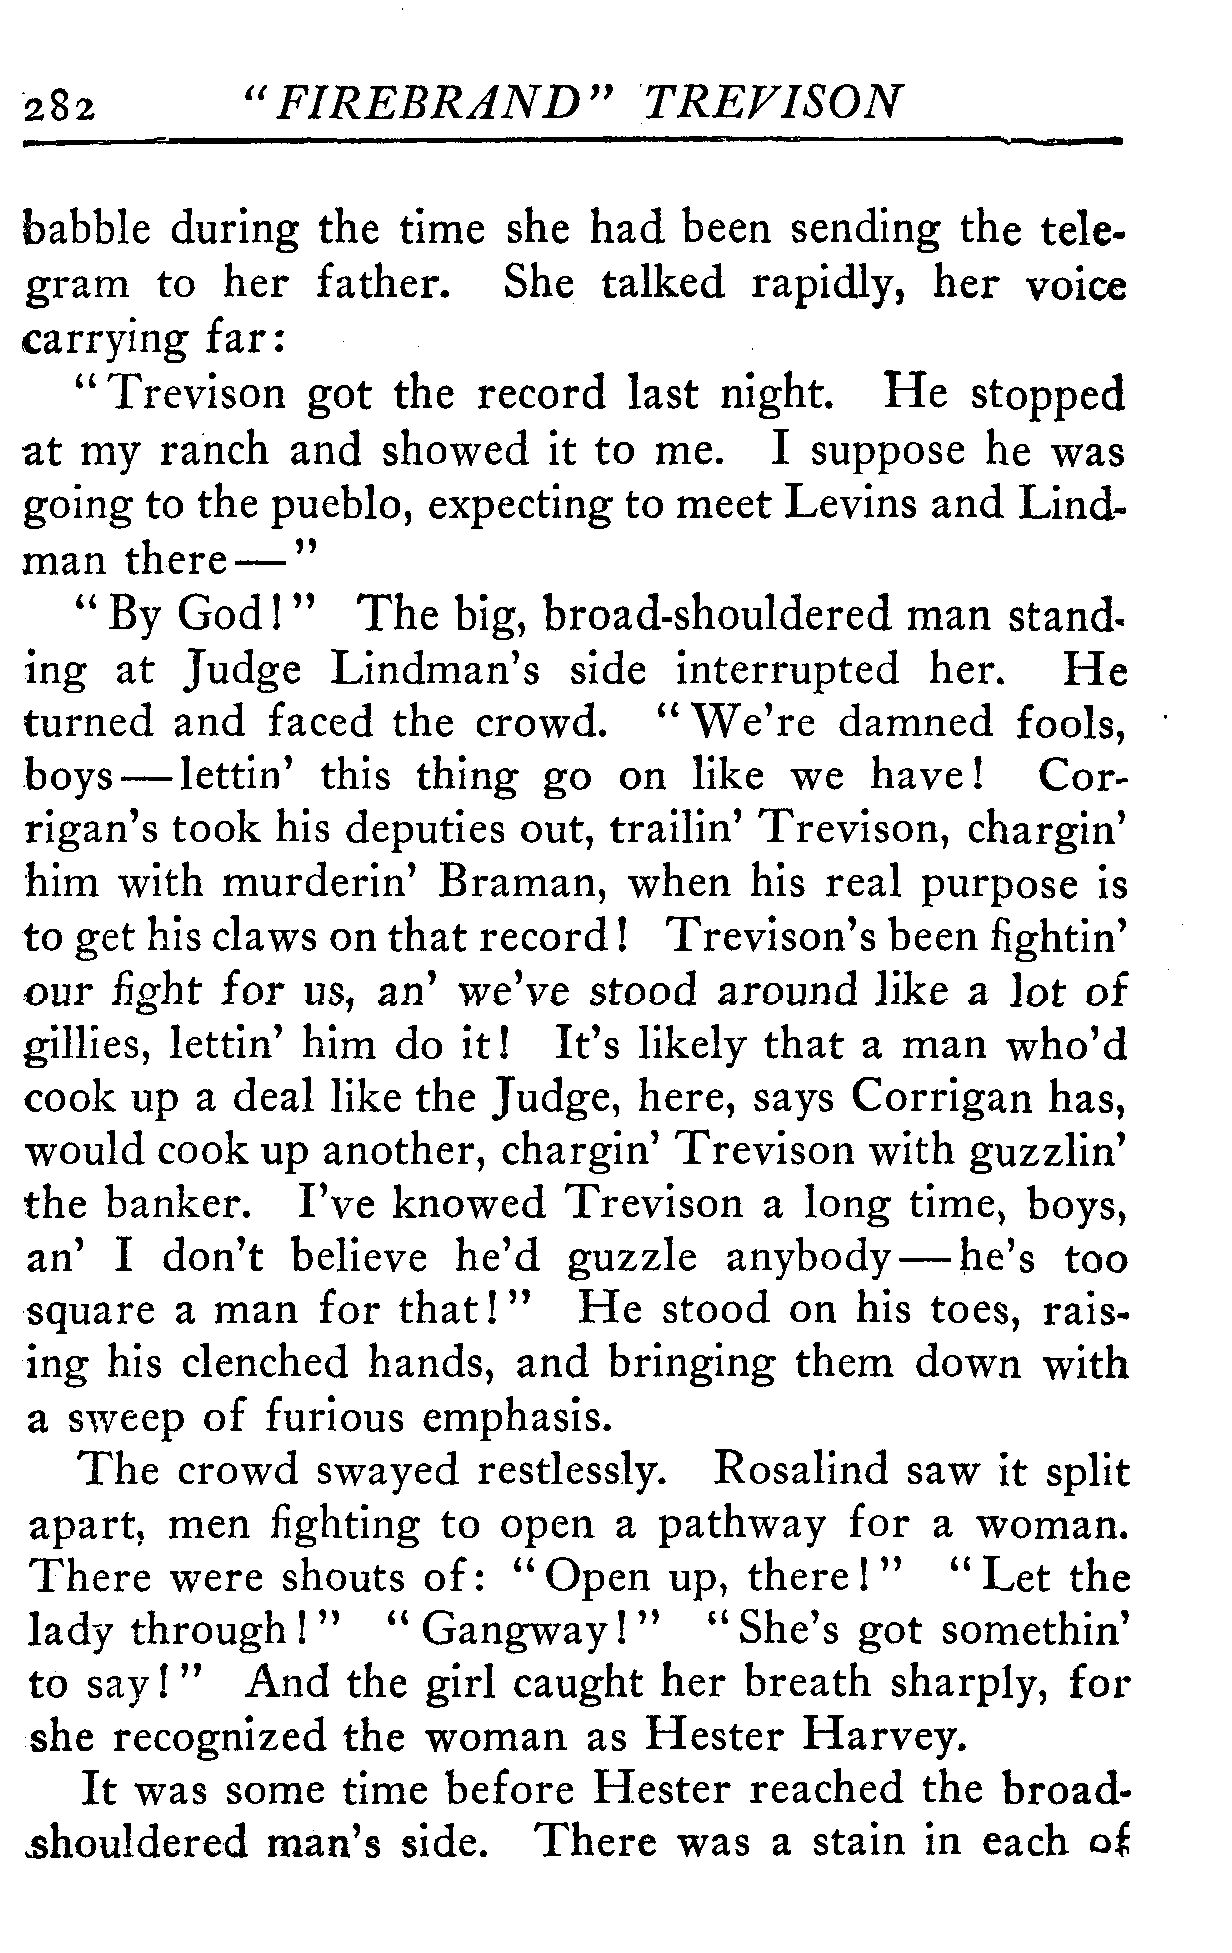 282 "FIREBRAND" TREVISON
babble during the time she had been sending the tele-
gram to her father. She talked rapidly, her voice
carrying far:
"Trevison got the record last night. He stopped
at my ranch and showed it to me. I suppose he was
going to the pueblo, expecting to meet Levins and Lind-
man there—"
"By God!" The big, broad-shouldered man stand-
ing at Judge Lindman's side interrupted her. He
turned and faced the crowd. "We're damned fools,
boys—lettin' this thing go on like we have! Cor-
rigan's took his deputies out, trailin' Trevison, chargin'
him with murderin' Braman, when his real purpose is
to get his claws on that record! Trevison's been fightin'
our fight for us, an' we've stood around like a lot of
gillies, lettin' him do it! It's likely that a man who'd
cook up a deal like the Judge, here, says Corrigan has,
would cook up another, chargin' Trevison with guzzlin'
the banker. I've knowed Trevison a long time, boys,
an' I don't believe he'd guzzle anybody—he's too
square a man for that!" He stood on his toes, rais-
ing his clenched hands, and bringing them down with
a sweep of furious emphasis.
The crowd swayed restlessly. Rosalind saw it split
apart, men fighting to open a pathway for a woman.
There were shouts of: "Open up, there!" "Let the
lady through!" "Gangway!" "She's got somethin'
to say!" And the girl caught her breath sharply, for
she recognized the woman as Hester Harvey.
It was some time before Hester reached the broad-
shouldered man's side. There was a stain in each of